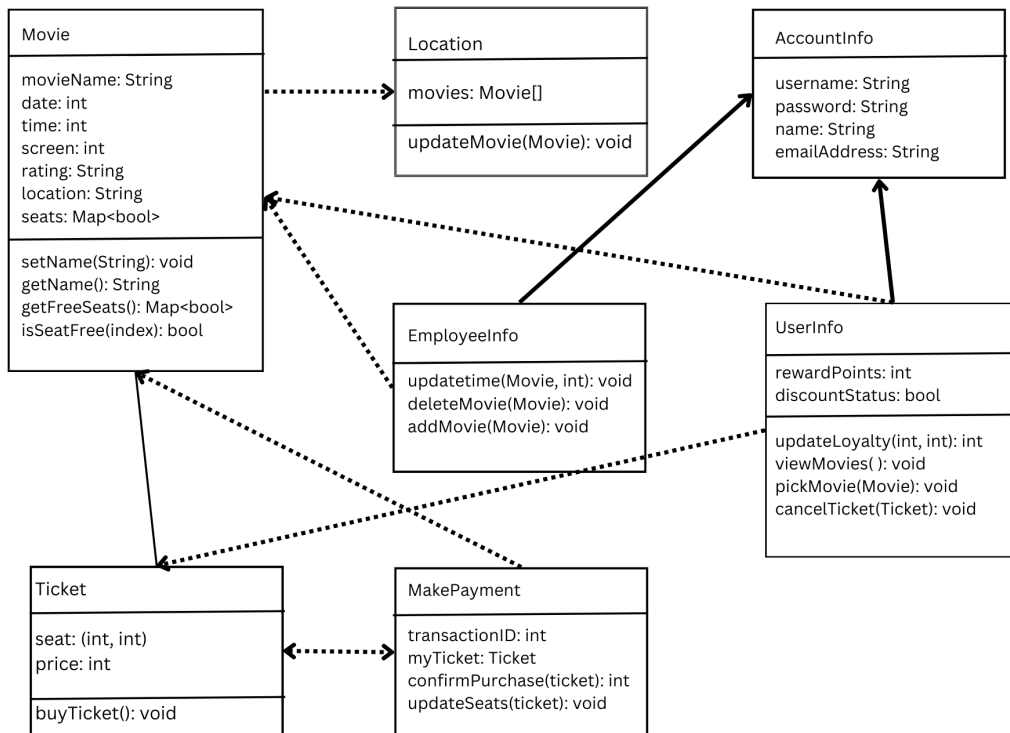 Movie
movieName: String
date: int
time: int
screen: int
rating: String
location: String
seats: Map<bool>
setName(String): void
getName(): String
getFreeSeats(): Map<bool>
isSeatFree(index): bool
Location
movies: Movie[]
updateMovie(Movie): void
AccountInfo
username: String
password: String
name: String
emailAddress: String
EmployeeInfo
updatetime(Movie, int): void
deleteMovie(Movie): void
addMovie(Movie): void
UserInfo
rewardPoints: int
discountStatus: bool
updateLoyalty(int, int): int
viewMovies( ): void
pickMovie(Movie): void
cancelTicket(Ticket): void
Ticket
seat: (int, int)
price: int
buyTicket(): void
MakePayment
transactionID: int
myTicket: Ticket
confirmPurchase(ticket): int
updateSeats(ticket): void